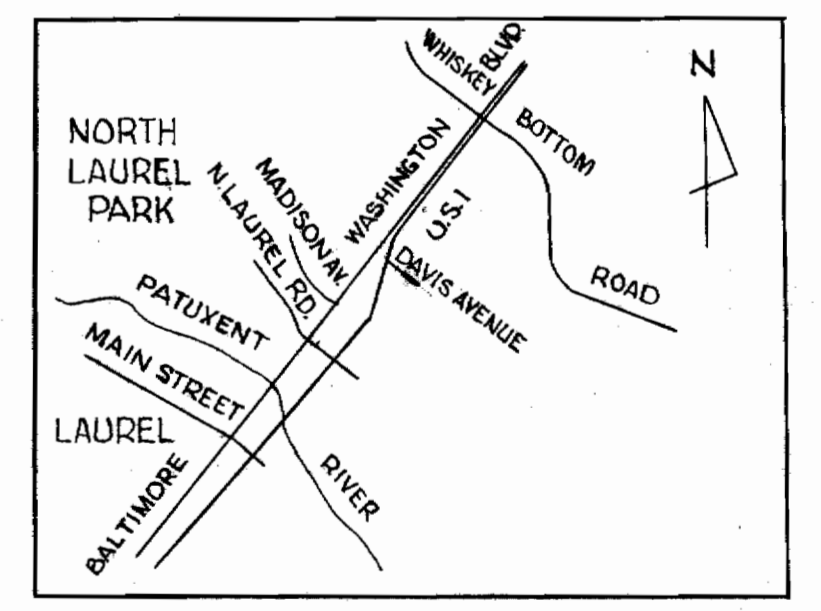 WHISKEY BOTTOM ROAD
N
NORTH
LAUREL
PARK
BALTIMORE WASHINGTON BLVD.
MADISON AV.
N. LAUREL RD.
U.S.1
DAVIS AVENUE
PATUXENT RIVER
MAIN STREET
LAUREL